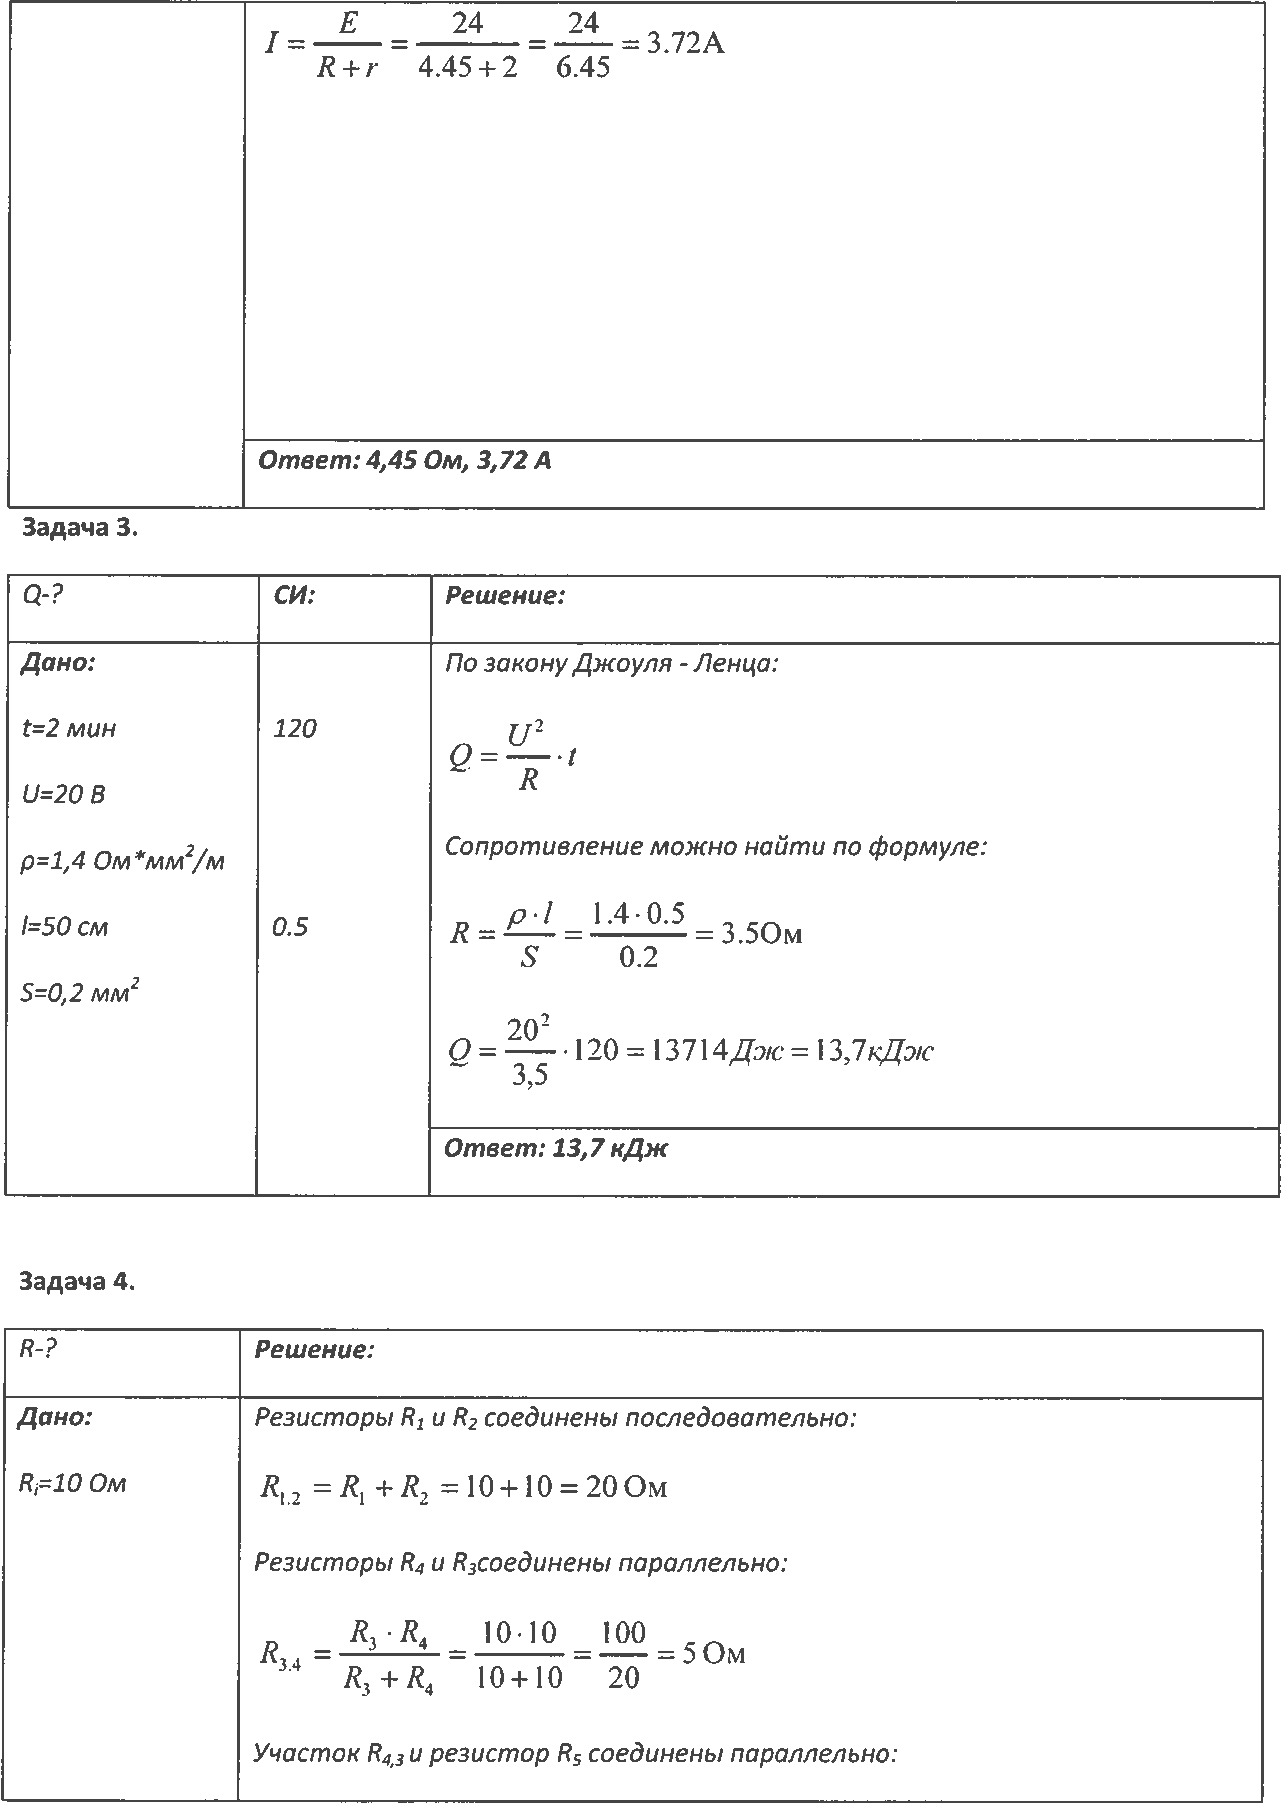 I = E / (R + r) = 24 / (4.45 + 2) = 24 / 6.45 = 3.72А
Ответ: 4,45 Ом, 3,72 А
Задача 3.
Q-? СИ: Решение:
Дано: По закону Джоуля - Ленца:
t=2 мин 120
Q = U² / R · t
U=20 В
Сопротивление можно найти по формуле:
ρ=1,4 Ом*мм²/м
l=50 см 0.5
R = ρ · l / S = 1.4 · 0.5 / 0.2 = 3.5Ом
S=0,2 мм²
Q = 20² / 3,5 · 120 = 13714 Дж = 13,7кДж
Ответ: 13,7 кДж
Задача 4.
R-? Решение:
Дано: Резисторы R₁ и R₂ соединены последовательно:
Rᵢ=10 Ом R₁.₂ = R₁ + R₂ = 10 + 10 = 20 Ом
Резисторы R₄ и R₃соединены параллельно:
R₃.₄ = R₃ · R₄ / (R₃ + R₄) = 10 · 10 / (10 + 10) = 100 / 20 = 5 Ом
Участок R₄,₃ и резистор R₅ соединены параллельно: